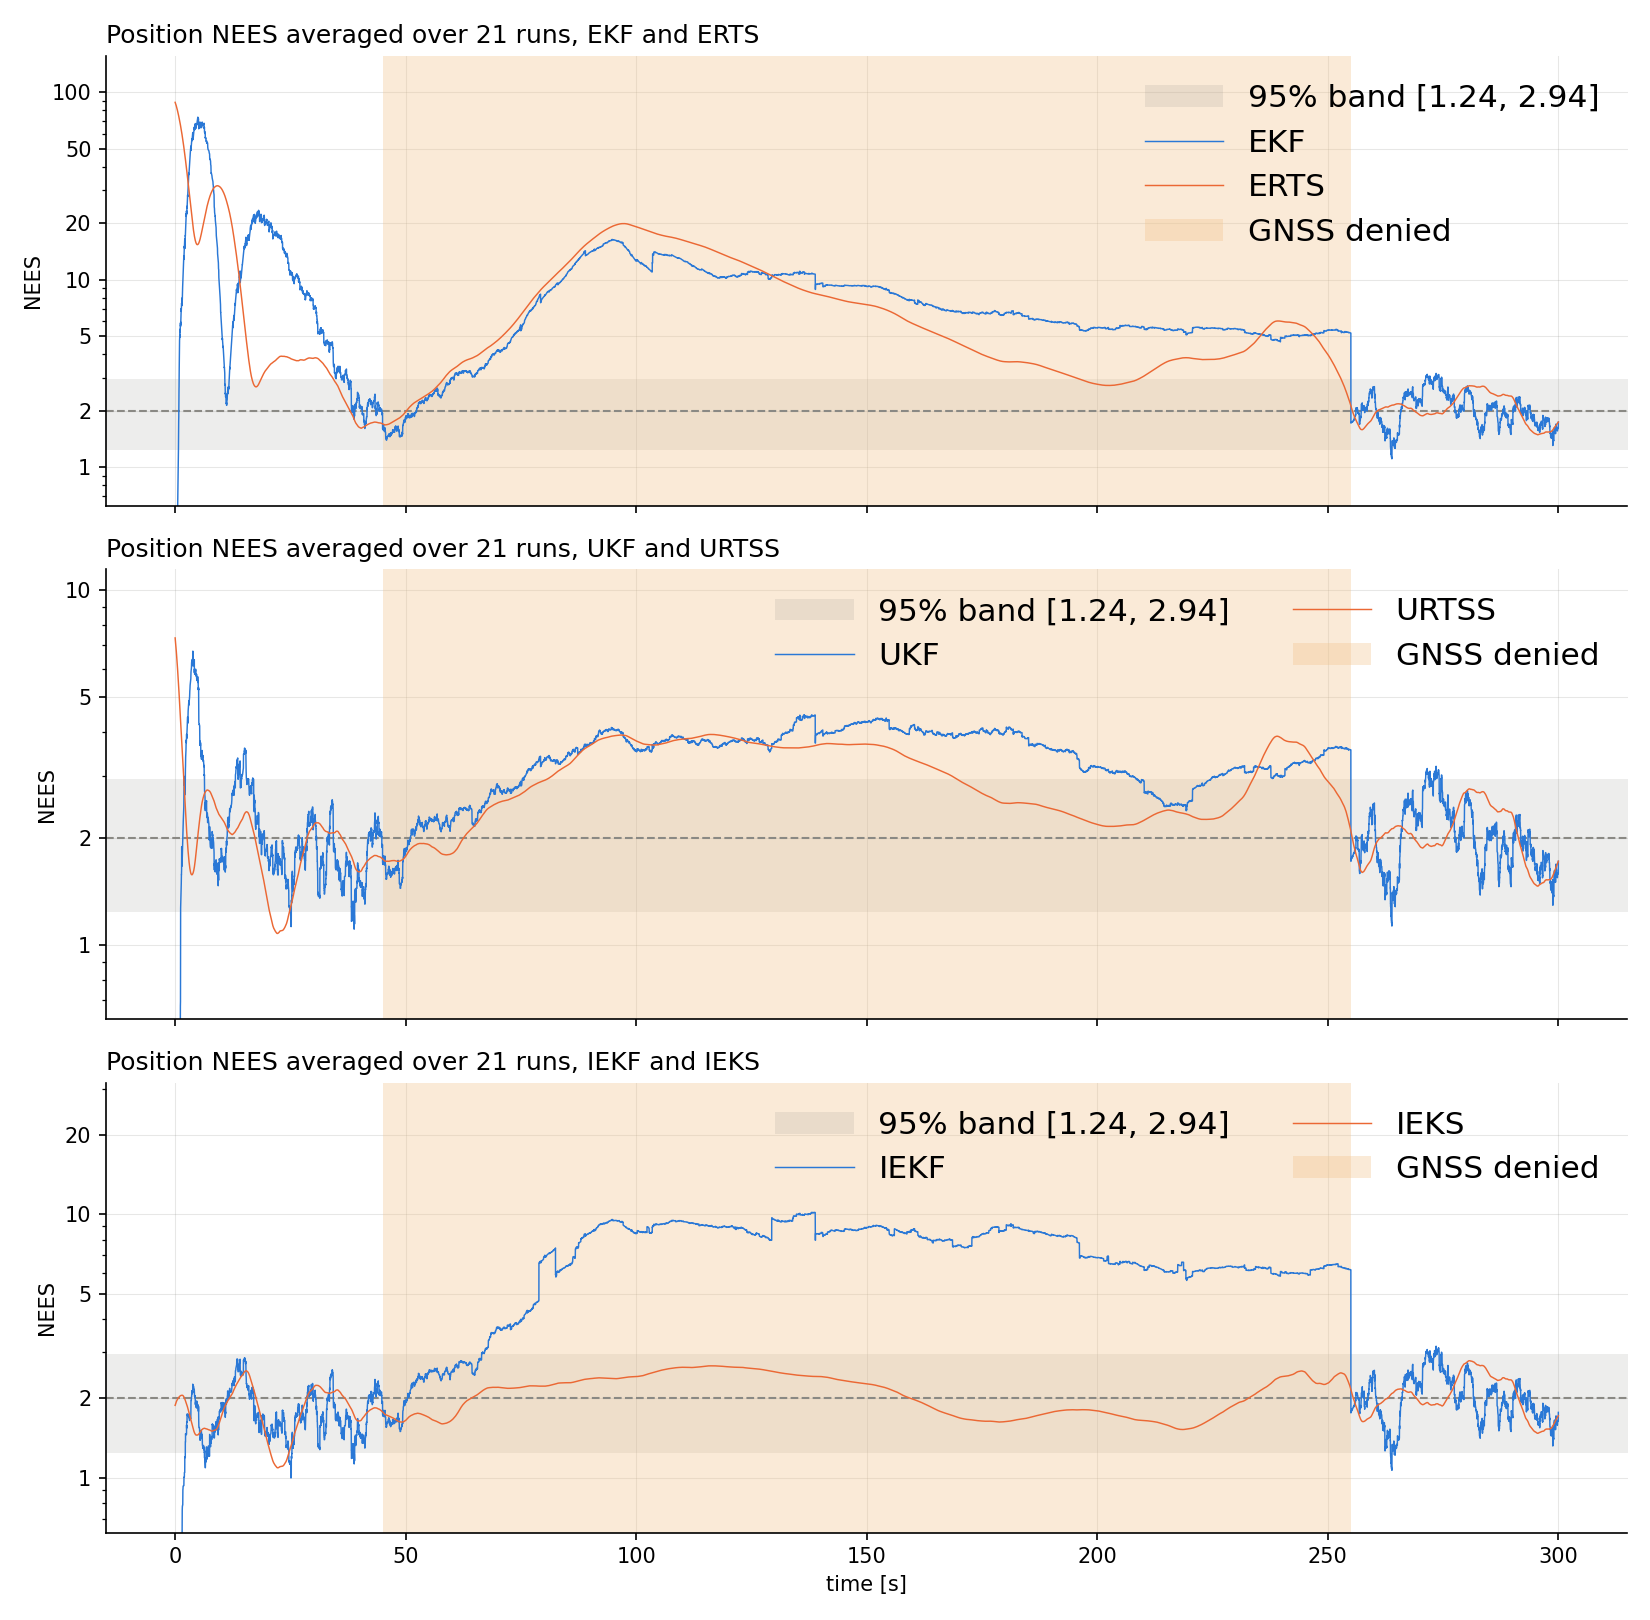 Position NEES averaged over 21 runs, EKF and ERTS
NEES
100
50
20
10
5
2
1
95% band [1.24, 2.94]
EKF
ERTS
GNSS denied
Position NEES averaged over 21 runs, UKF and URTSS
NEES
10
5
2
1
95% band [1.24, 2.94]
UKF
URTSS
GNSS denied
Position NEES averaged over 21 runs, IEKF and IEKS
NEES
20
10
5
2
1
95% band [1.24, 2.94]
IEKF
IEKS
GNSS denied
0 50 100 150 200 250 300
time [s]